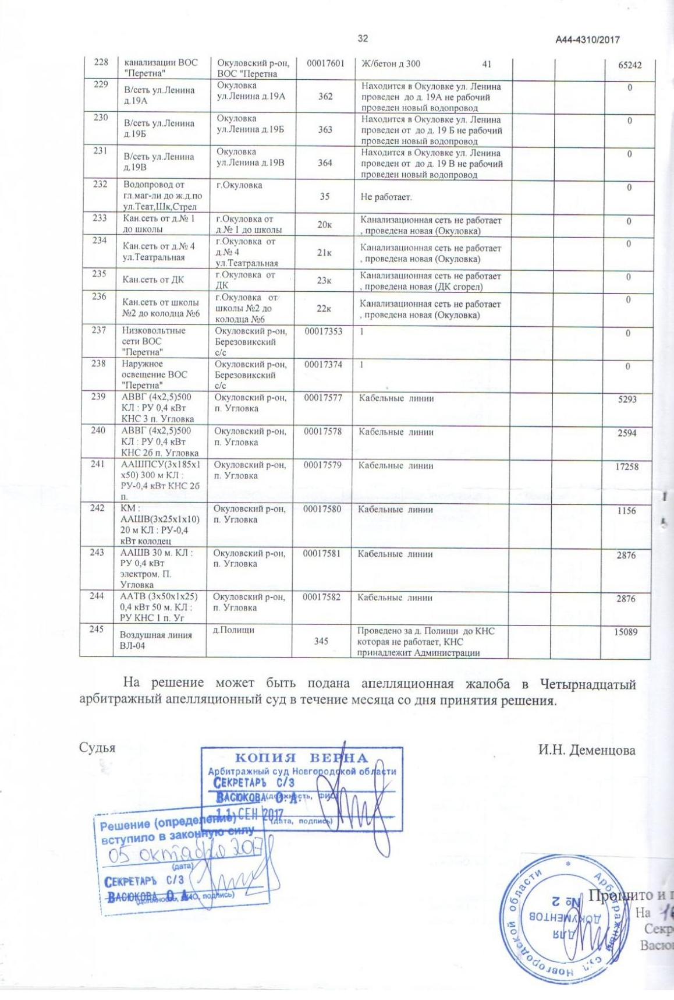 32
А44-4310/2017
228 канализации ВОС "Перетна" Окуловский р-он, ВОС "Перетна 00017601 Ж/бетон д 300 41 65242
229 В/сеть ул.Ленина д.19А Окуловка ул.Ленина д.19А 362 Находится в Окуловке ул. Ленина проведен до д. 19А не рабочий проведен новый водопровод 0
230 В/сеть ул.Ленина д.19Б Окуловка ул.Ленина д.19Б 363 Находится в Окуловке ул. Ленина проведен от до д. 19 Б не рабочий проведен новый водопровод 0
231 В/сеть ул.Ленина д.19В Окуловка ул.Ленина д.19В 364 Находится в Окуловке ул. Ленина проведен от до д. 19 В не рабочий проведен новый водопровод 0
232 Водопровод от гл.маг-ли до ж.д.по ул.Теат,Шк,Стрел г.Окуловка 35 Не работает. 0
233 Кан.сеть от д.№ 1 до школы г.Окуловка от д.№ 1 до школы 20к Канализационная сеть не работает , проведена новая (Окуловка) 0
234 Кан.сеть от д.№ 4 ул.Театральная г.Окуловка от д.№ 4 ул.Театральная 21к Канализационная сеть не работает , проведена новая (Окуловка) 0
235 Кан.сеть от ДК г.Окуловка от ДК 23к Канализационная сеть не работает , проведена новая (ДК сгорел) 0
236 Кан.сеть от школы №2 до колодца №6 г.Окуловка от школы №2 до колодца №6 22к Канализационная сеть не работает , проведена новая (Окуловка) 0
237 Низковольтные сети ВОС "Перетна" Окуловский р-он, Березовикский с/с 00017353 1 0
238 Наружное освещение ВОС "Перетна" Окуловский р-он, Березовикский с/с 00017374 1 0
239 АВВГ (4х2,5)500 КЛ : РУ 0,4 кВт КНС 3 п. Угловка Окуловский р-он, п. Угловка 00017577 Кабельные линии 5293
240 АВВГ (4х2,5)500 КЛ : РУ 0,4 кВт КНС 2б п. Угловка Окуловский р-он, п. Угловка 00017578 Кабельные линии 2594
241 ААШПСУ(3х185х1 х50) 300 м КЛ : РУ-0,4 кВт КНС 2б п. Окуловский р-он, п. Угловка 00017579 Кабельные линии 17258
242 КМ : ААШВ(3х25х1х10) 20 м КЛ : РУ-0,4 кВт колодец Окуловский р-он, п. Угловка 00017580 Кабельные линии 1156
243 ААШВ 30 м. КЛ : РУ 0,4 кВт электром. П. Угловка Окуловский р-он, п. Угловка 00017581 Кабельные линии 2876
244 ААТВ (3х50х1х25) 0,4 кВт 50 м. КЛ : РУ КНС 1 п. Уг Окуловский р-он, п. Угловка 00017582 Кабельные линии 2876
245 Воздушная линия ВЛ-04 д.Полищи 345 Проведено за д. Полищи до КНС которая не работает, КНС принадлежит Администрации 15089
На решение может быть подана апелляционная жалоба в Четырнадцатый
арбитражный апелляционный суд в течение месяца со дня принятия решения.
Судья
И.Н. Деменцова
КОПИЯ ВЕРНА
Арбитражный суд Новгородской области
СЕКРЕТАРЬ С/З
ВАСЮКОВА О.А.
(должность, ФИО)
11 СЕН 2017
(дата, подпись)
Решение (определение)
вступило в законную силу
05 октября 2017
(дата)
СЕКРЕТАРЬ С/З
ВАСЮКОВА О.А.
(должность, ФИО, подпись)
Арбитражный суд Новгородской области *
ДЛЯ
ДОКУМЕНТОВ
№ 2
Прошито и
На